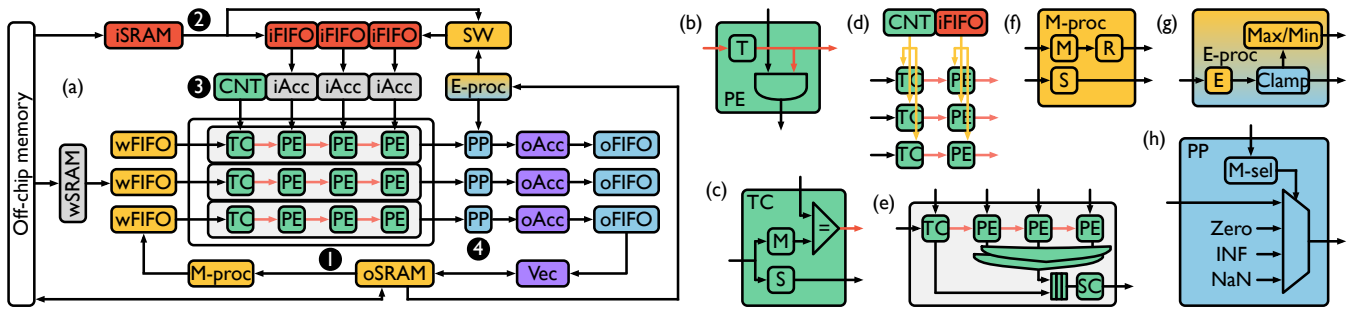 (a)
Off-chip memory
iSRAM
2
iFIFO iFIFO iFIFO
SW
3
CNT iAcc iAcc iAcc
E-proc
wSRAM
wFIFO TC PE PE PE PP oAcc oFIFO
wFIFO TC PE PE PE PP oAcc oFIFO
wFIFO TC PE PE PE PP oAcc oFIFO
1
4
M-proc
oSRAM
Vec
(b)
T
PE
(c)
TC
M
=
S
(d)
CNT iFIFO
TC PE
TC PE
TC PE
(e)
TC PE PE PE
SC
(f)
M-proc
M R
S
(g)
Max/Min
E-proc
E Clamp
(h)
PP
M-sel
Zero
INF
NaN